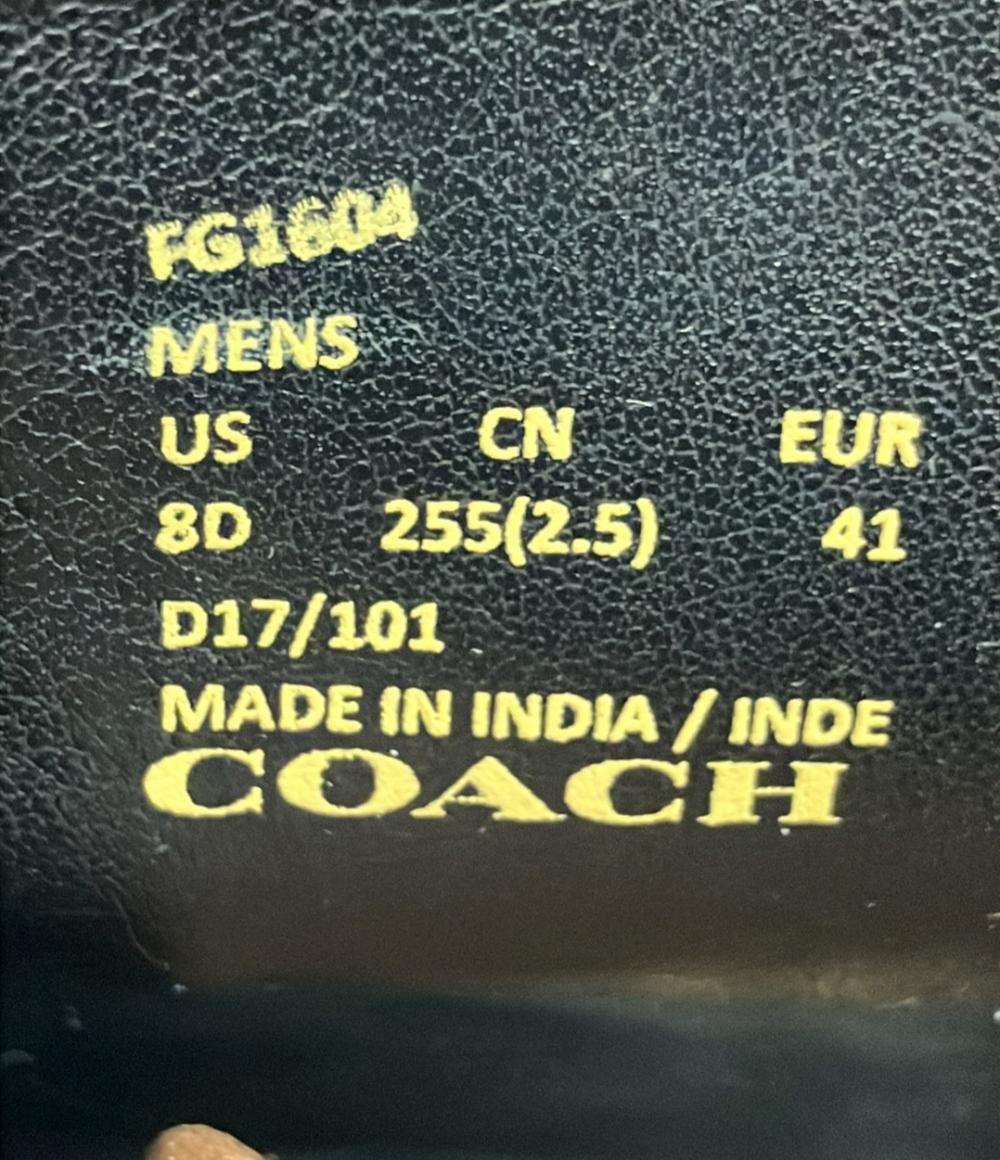 FG1604
MENS
US CN EUR
8D 255(2.5) 41
D17/101
MADE IN INDIA / INDE
COACH